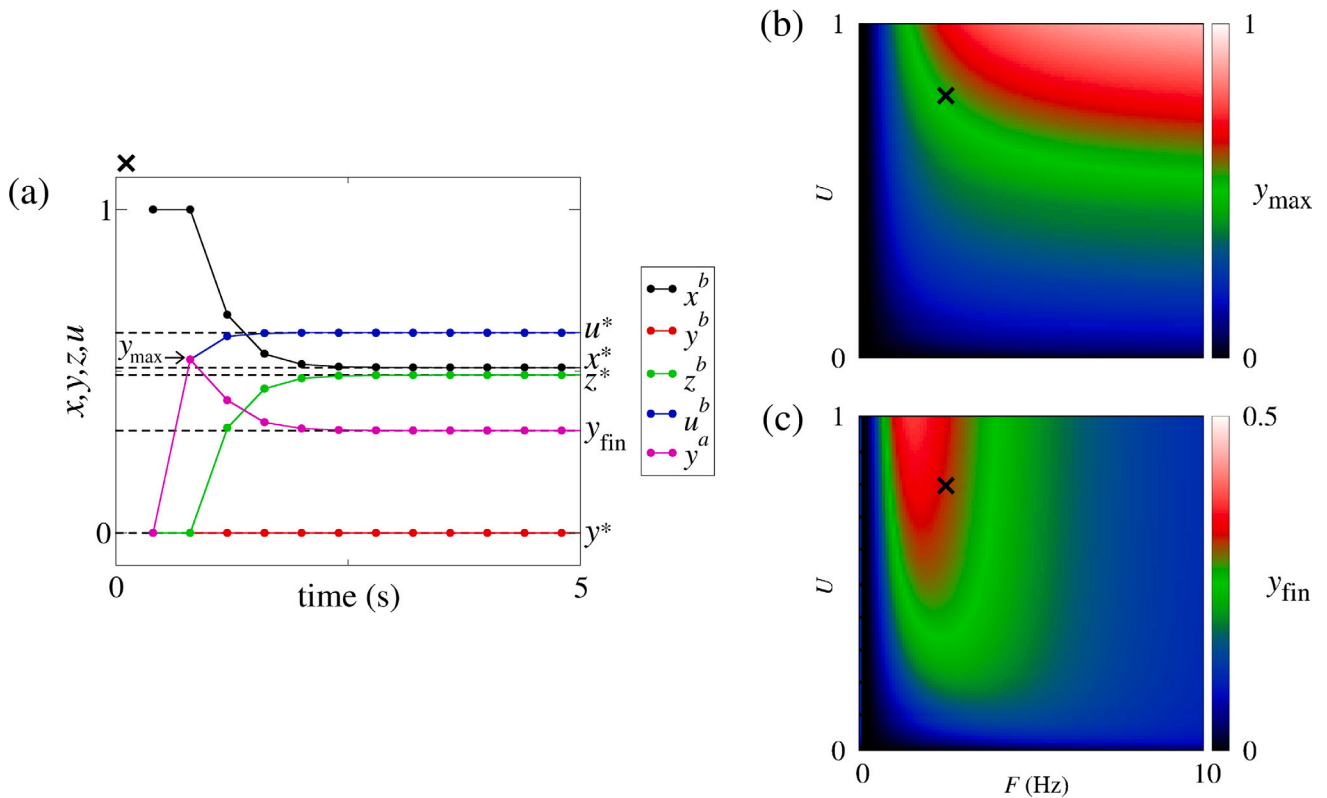 (a)
×
1
0
x,y,z,u
y_max
0
5
time (s)
u*
x*
z*
y_fin
y*
x^b
y^b
z^b
u^b
y^a
(b)
1
U
0
×
1
y_max
0
(c)
1
U
0
×
0.5
y_fin
0
0
10
F (Hz)